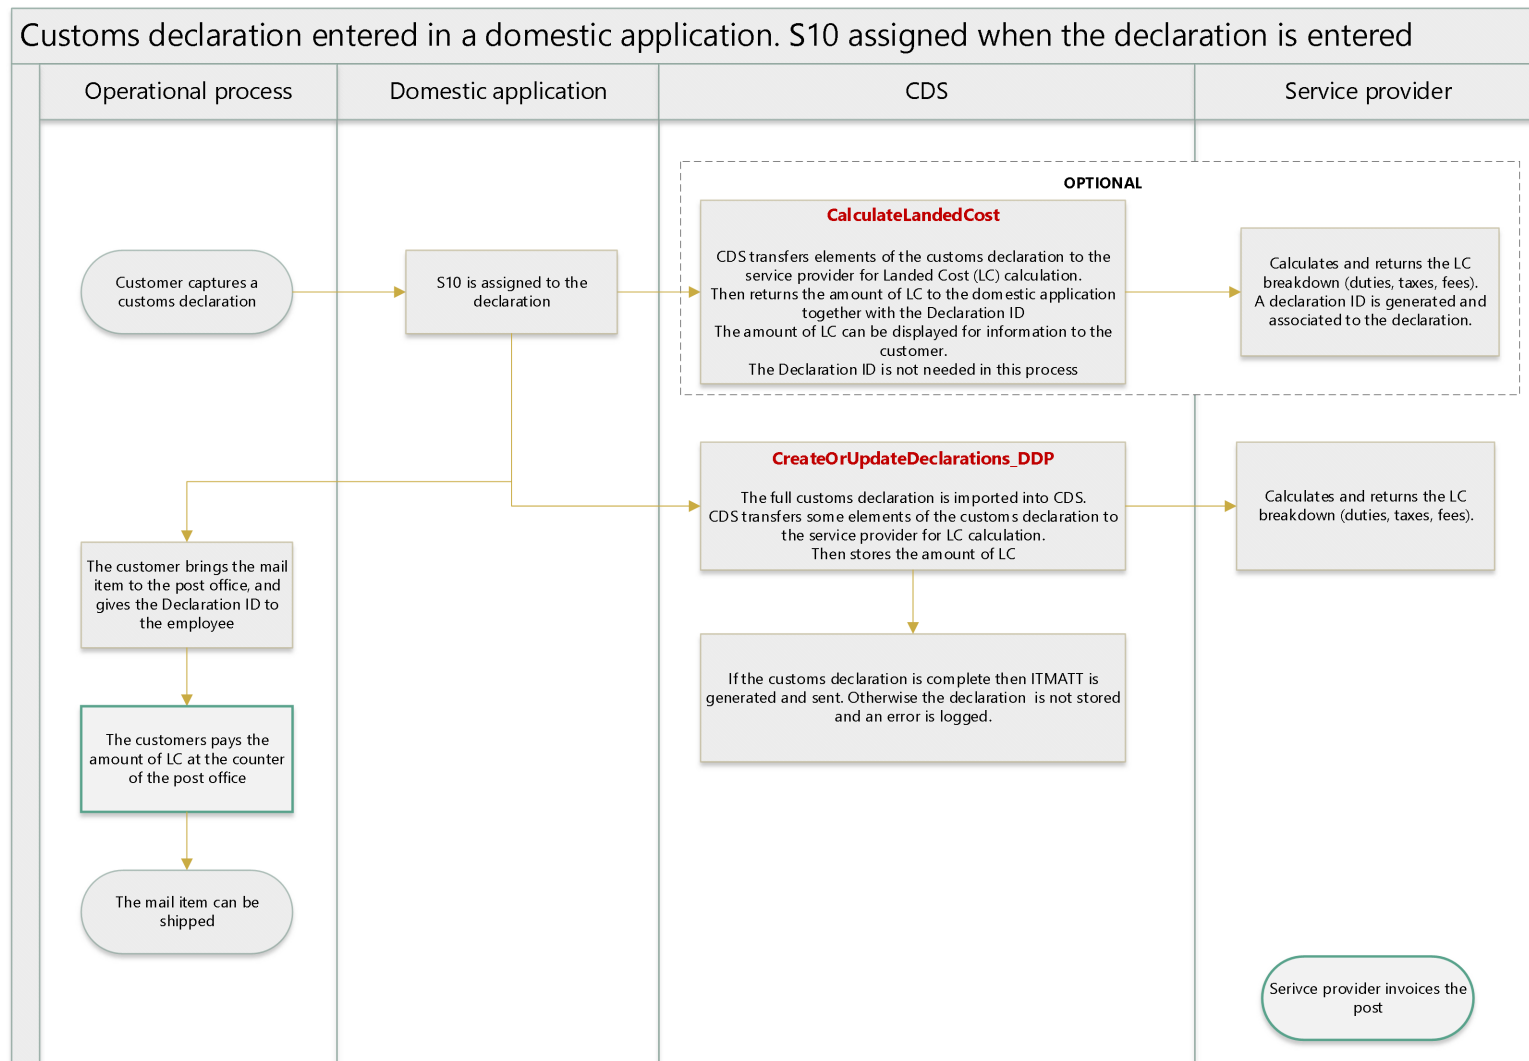 Customs declaration entered in a domestic application. S10 assigned when the declaration is entered
Operational process
Domestic application
CDS
Service provider
OPTIONAL
Customer captures a
customs declaration
S10 is assigned to the
declaration
CalculateLandedCost
CDS transfers elements of the customs declaration to the
service provider for Landed Cost (LC) calculation.
Then returns the amount of LC to the domestic application
together with the Declaration ID
The amount of LC can be displayed for information to the
customer.
The Declaration ID is not needed in this process
Calculates and returns the LC
breakdown (duties, taxes, fees).
A declaration ID is generated and
associated to the declaration.
CreateOrUpdateDeclarations_DDP
The full customs declaration is imported into CDS.
CDS transfers some elements of the customs declaration to
the service provider for LC calculation.
Then stores the amount of LC
Calculates and returns the LC
breakdown (duties, taxes, fees).
The customer brings the mail
item to the post office, and
gives the Declaration ID to
the employee
If the customs declaration is complete then ITMATT is
generated and sent. Otherwise the declaration is not stored
and an error is logged.
The customers pays the
amount of LC at the counter
of the post office
The mail item can be
shipped
Serivce provider invoices the
post